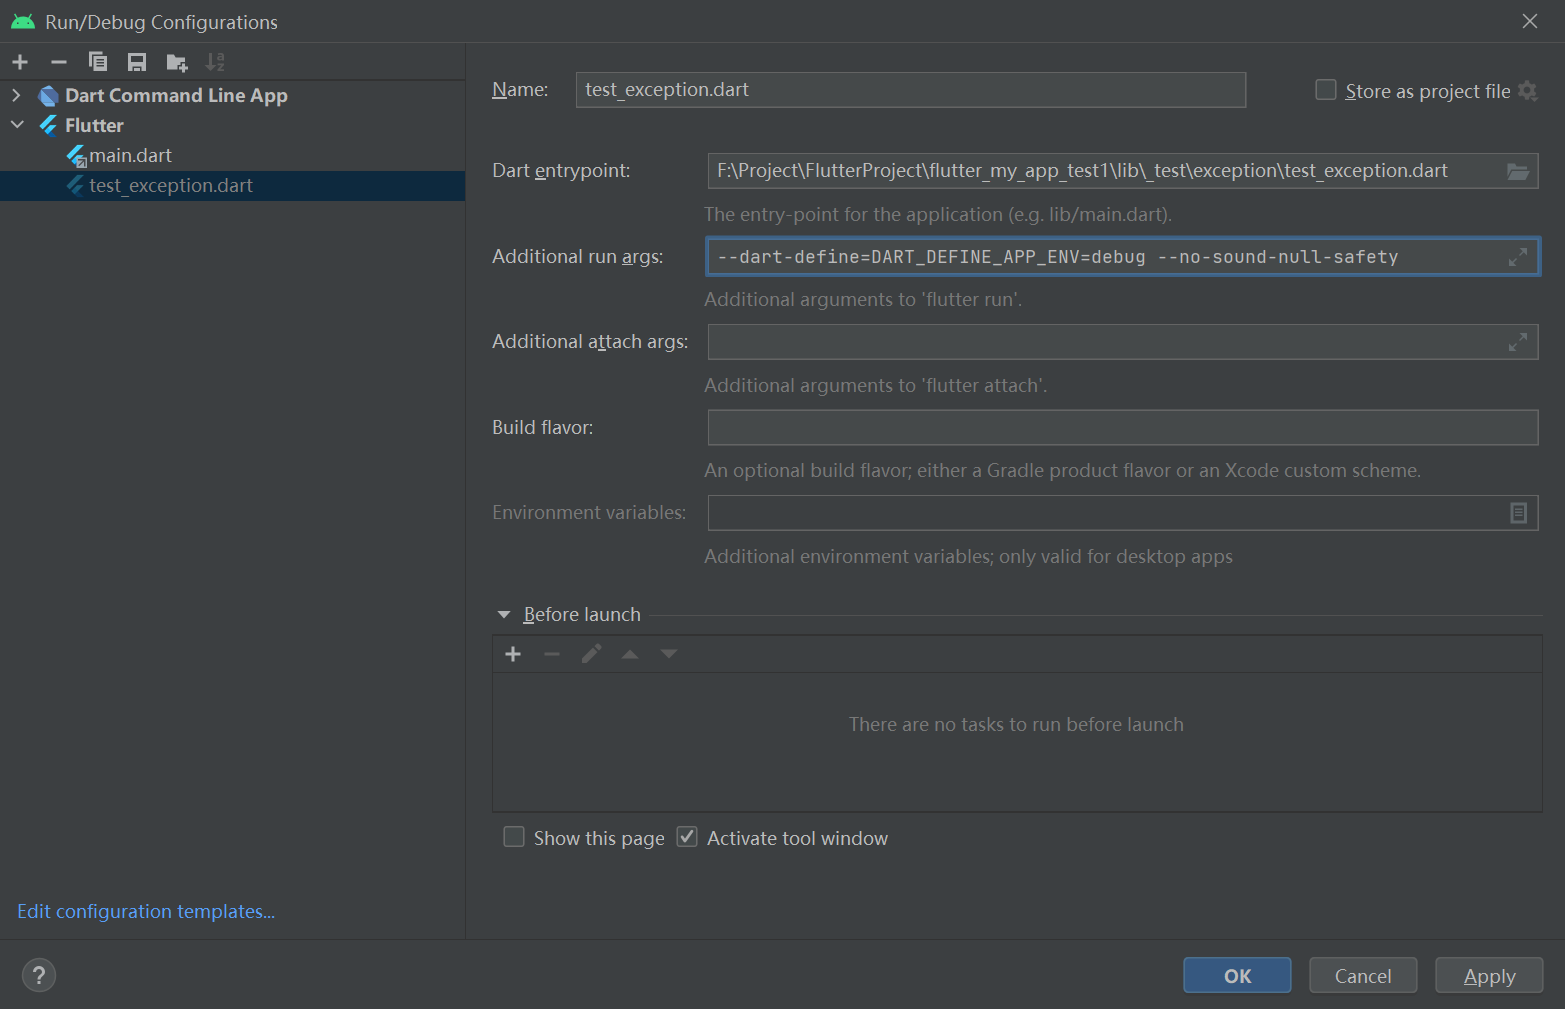 Run/Debug Configurations
Dart Command Line App
Flutter
main.dart
test_exception.dart
Edit configuration templates...
Name: test_exception.dart
Store as project file
Dart entrypoint: F:\Project\FlutterProject\flutter_my_app_test1\lib\_test\exception\test_exception.dart
The entry-point for the application (e.g. lib/main.dart).
Additional run args: --dart-define=DART_DEFINE_APP_ENV=debug --no-sound-null-safety
Additional arguments to 'flutter run'.
Additional attach args:
Additional arguments to 'flutter attach'.
Build flavor:
An optional build flavor; either a Gradle product flavor or an Xcode custom scheme.
Environment variables:
Additional environment variables; only valid for desktop apps
Before launch
There are no tasks to run before launch
Show this page Activate tool window
? OK Cancel Apply